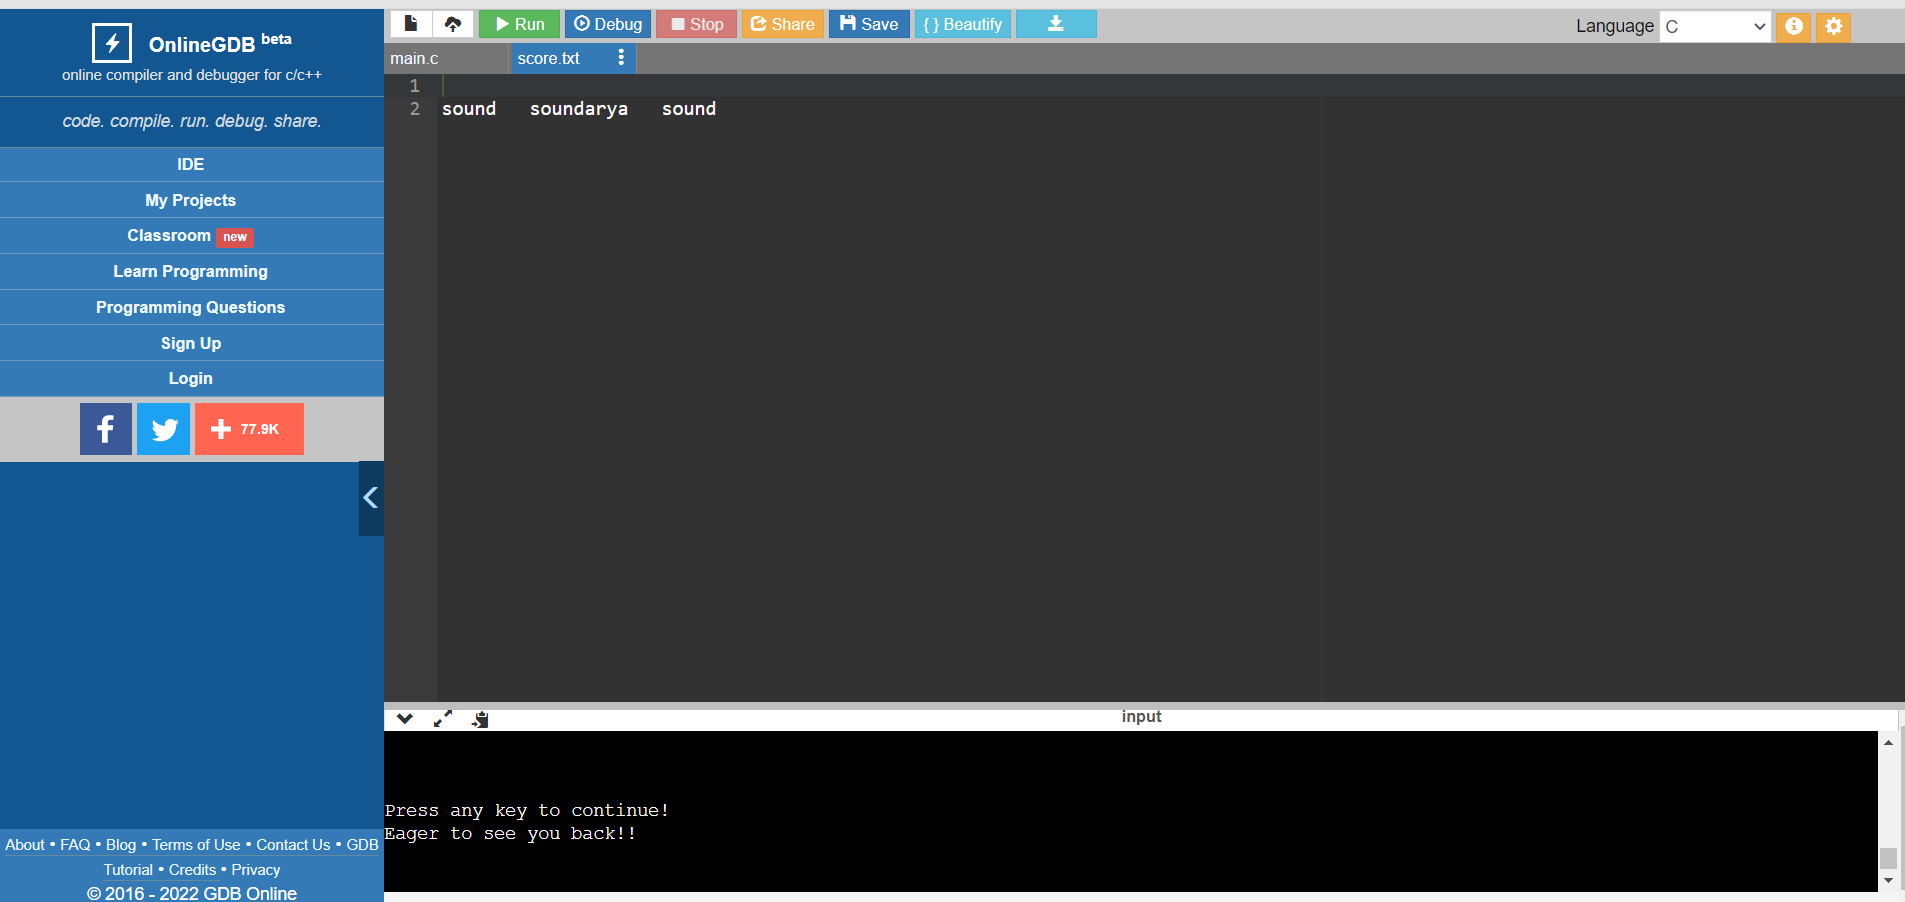 OnlineGDB beta
online compiler and debugger for c/c++
code. compile. run. debug. share.
IDE
My Projects
Classroom new
Learn Programming
Programming Questions
Sign Up
Login
77.9K
About • FAQ • Blog • Terms of Use • Contact Us • GDB
Tutorial • Credits • Privacy
© 2016 - 2022 GDB Online
Run Debug Stop Share Save { } Beautify
Language C
main.c score.txt
1
2 sound soundarya sound
input
Press any key to continue!
Eager to see you back!!